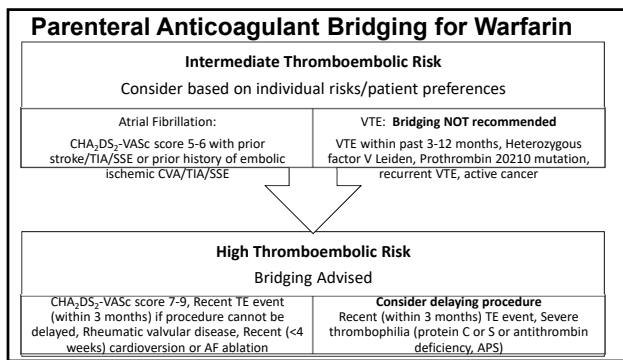 Parenteral Anticoagulant Bridging for Warfarin
Intermediate Thromboembolic Risk
Consider based on individual risks/patient preferences
Atrial Fibrillation:
CHA₂DS₂-VASc score 5-6 with prior
stroke/TIA/SSE or prior history of embolic
ischemic CVA/TIA/SSE
VTE: Bridging NOT recommended
VTE within past 3-12 months, Heterozygous
factor V Leiden, Prothrombin 20210 mutation,
recurrent VTE, active cancer
High Thromboembolic Risk
Bridging Advised
CHA₂DS₂-VASc score 7-9, Recent TE event
(within 3 months) if procedure cannot be
delayed, Rheumatic valvular disease, Recent (<4
weeks) cardioversion or AF ablation
Consider delaying procedure
Recent (within 3 months) TE event, Severe
thrombophilia (protein C or S or antithrombin
deficiency, APS)